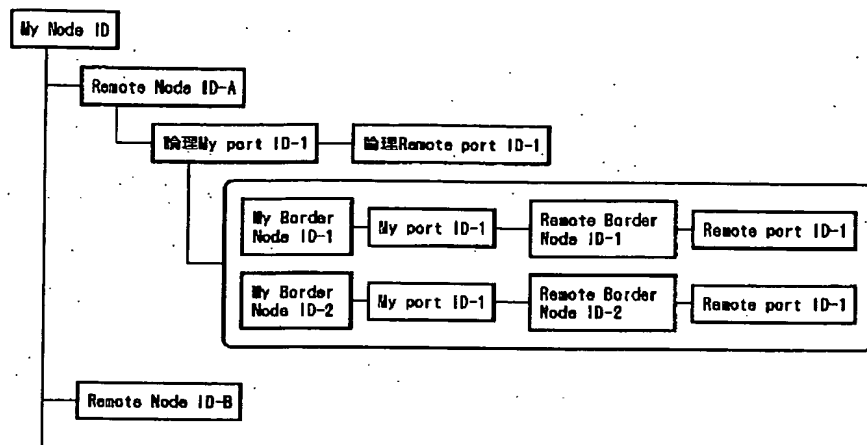 My Node ID
Remote Node ID-A
論理My port ID-1
論理Remote port ID-1
My Border
Node ID-1
My port ID-1
Remote Border
Node ID-1
Remote port ID-1
My Border
Node ID-2
My port ID-1
Remote Border
Node ID-2
Remote port ID-1
Remote Node ID-B